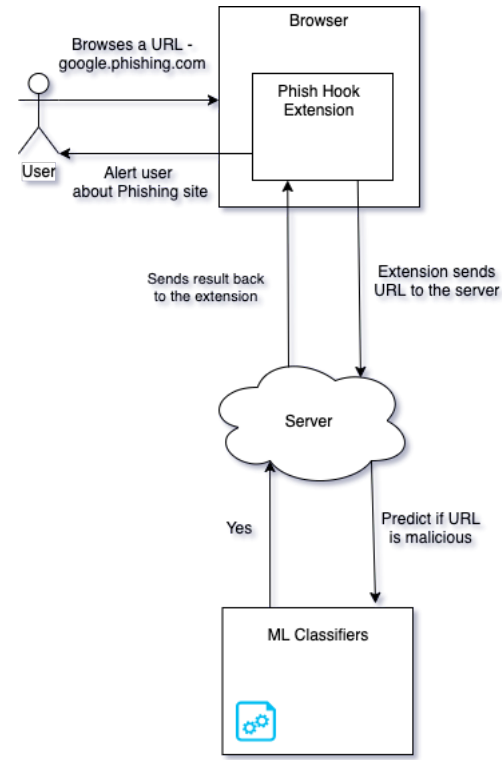 Browser
Browses a URL -
google.phishing.com
Phish Hook
Extension
User
Alert user
about Phishing site
Sends result back
to the extension
Extension sends
URL to the server
Server
Yes
Predict if URL
is malicious
ML Classifiers